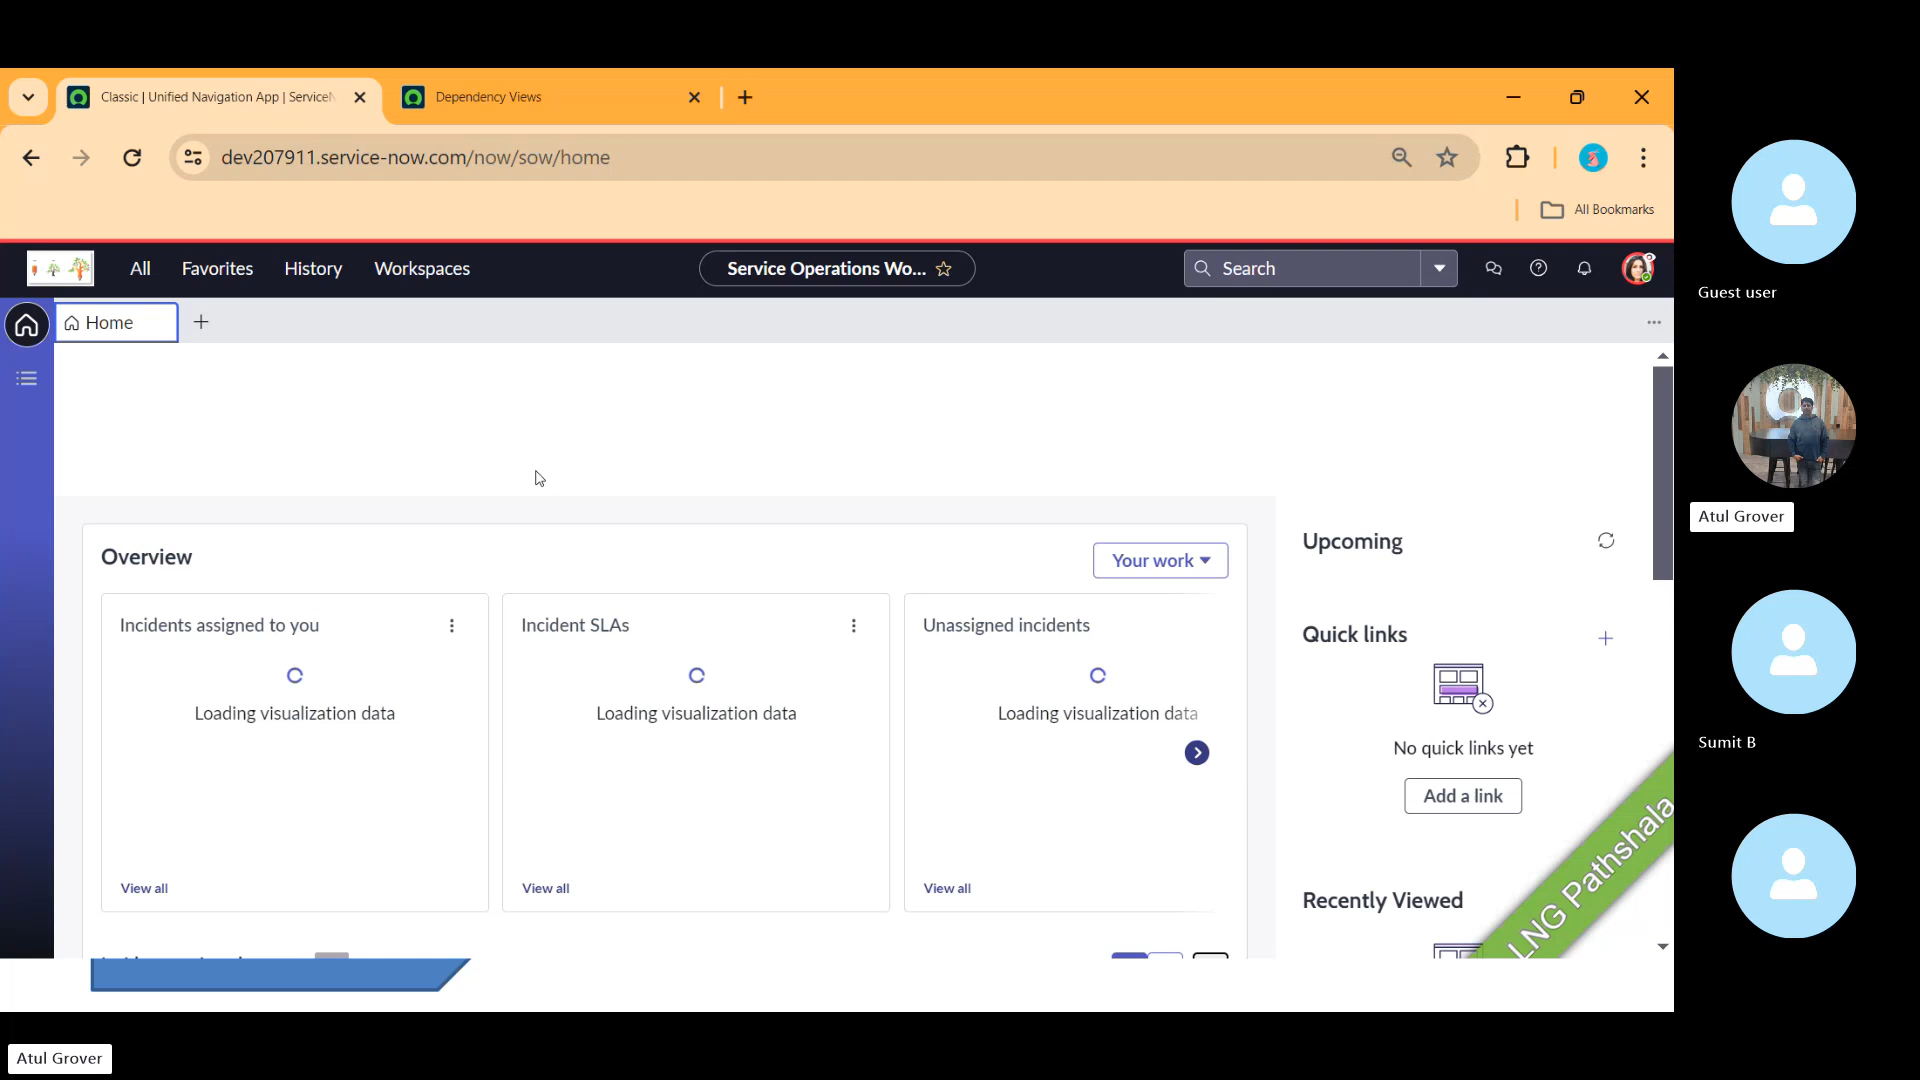 Classic | Unified Navigation App | Service
Dependency Views
dev207911.service-now.com/now/sow/home
All Bookmarks
All
Favorites
History
Workspaces
Service Operations Wo...
Search
Home
Overview
Your work
Incidents assigned to you
Loading visualization data
View all
Incident SLAs
Loading visualization data
View all
Unassigned incidents
Loading visualization data
View all
Upcoming
Quick links
No quick links yet
Add a link
Recently Viewed
LNG Pathshala
Guest user
Atul Grover
Sumit B
Atul Grover